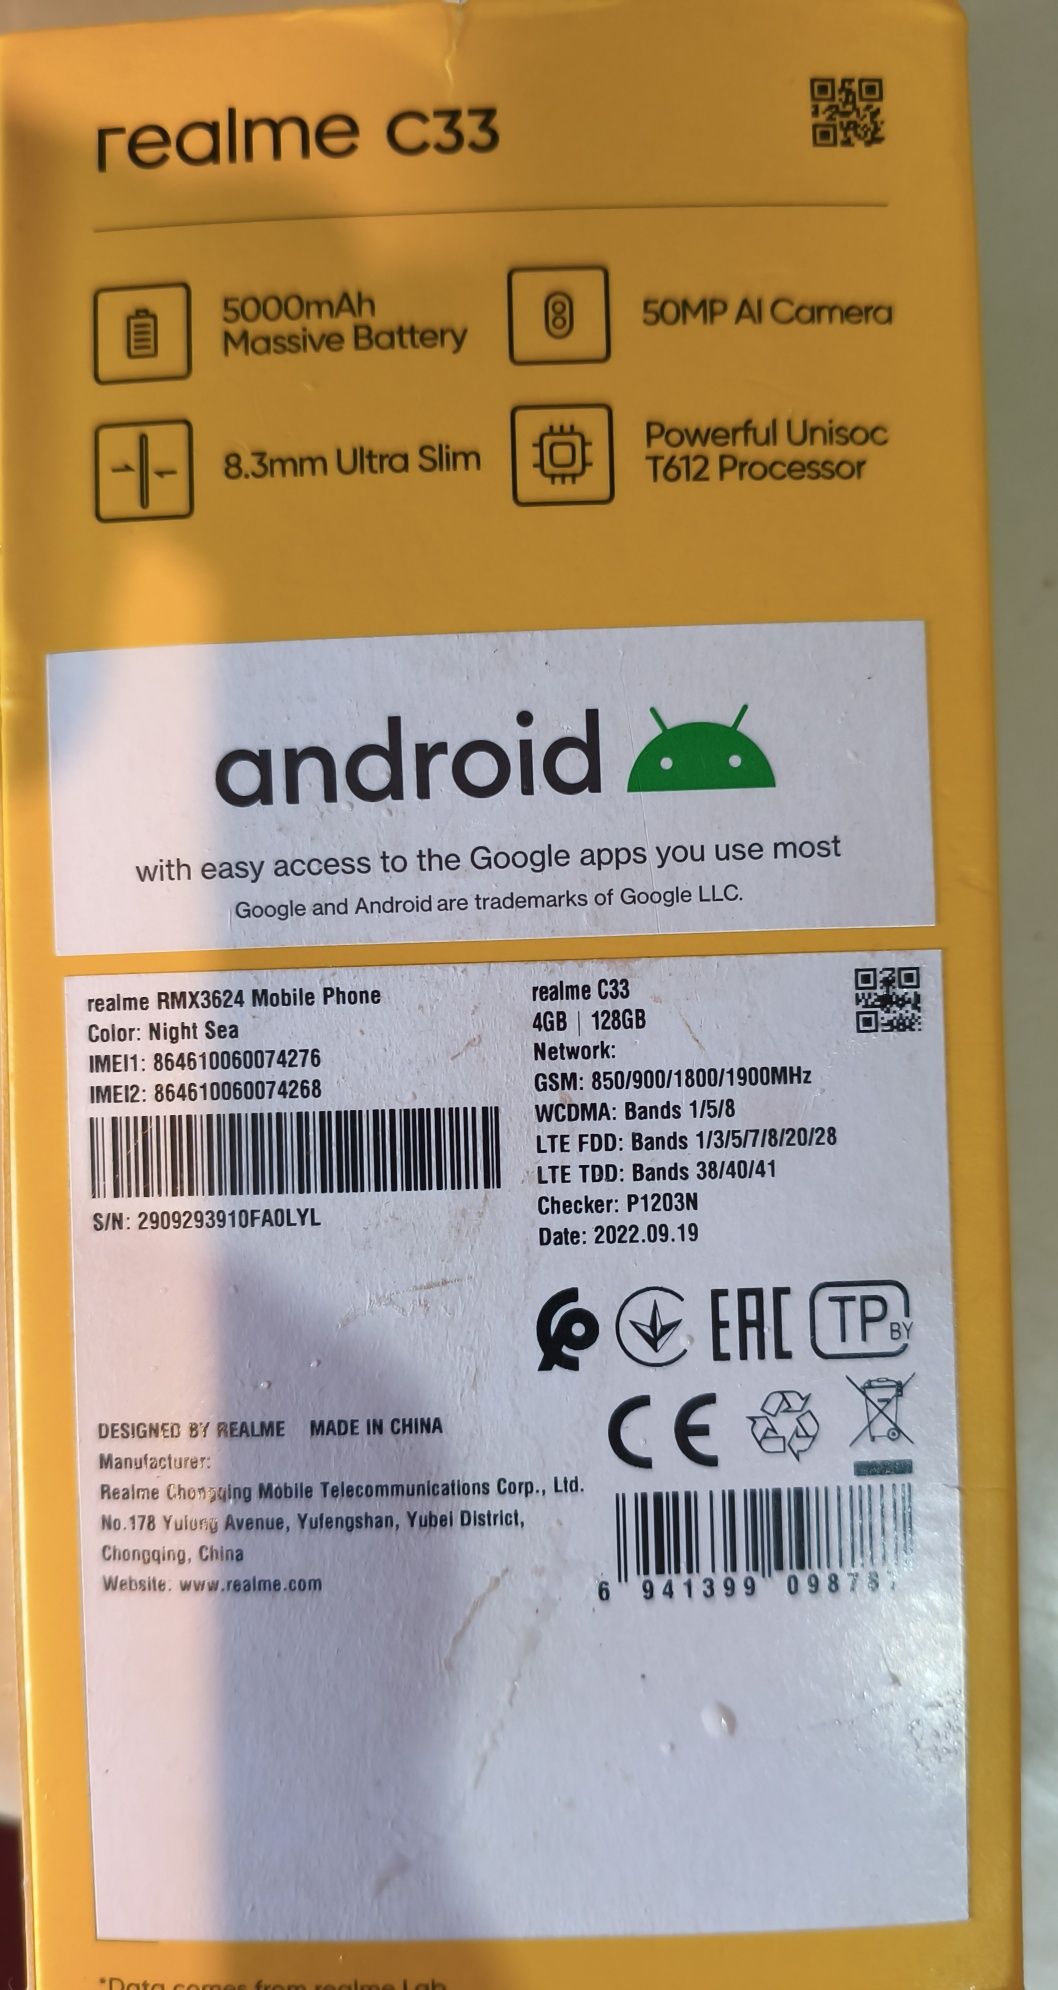 realme C33
5000mAh
Massive Battery
50MP AI Camera
8.3mm Ultra Slim
Powerful Unisoc
T612 Processor
android
with easy access to the Google apps you use most
Google and Android are trademarks of Google LLC.
realme RMX3624 Mobile Phone
Color: Night Sea
IMEI1: 864610060074276
IMEI2: 864610060074268
S/N: 2909293910FA0LYL
realme C33
4GB | 128GB
Network:
GSM: 850/900/1800/1900MHz
WCDMA: Bands 1/5/8
LTE FDD: Bands 1/3/5/7/8/20/28
LTE TDD: Bands 38/40/41
Checker: P1203N
Date: 2022.09.19
EAC TP BY
CE
DESIGNED BY REALME MADE IN CHINA
Manufacturer:
Realme Chongqing Mobile Telecommunications Corp., Ltd.
No.178 Yulong Avenue, Yufengshan, Yubei District,
Chongqing, China
Website: www.realme.com
6 941399 09878
*Data comes from realme Lab